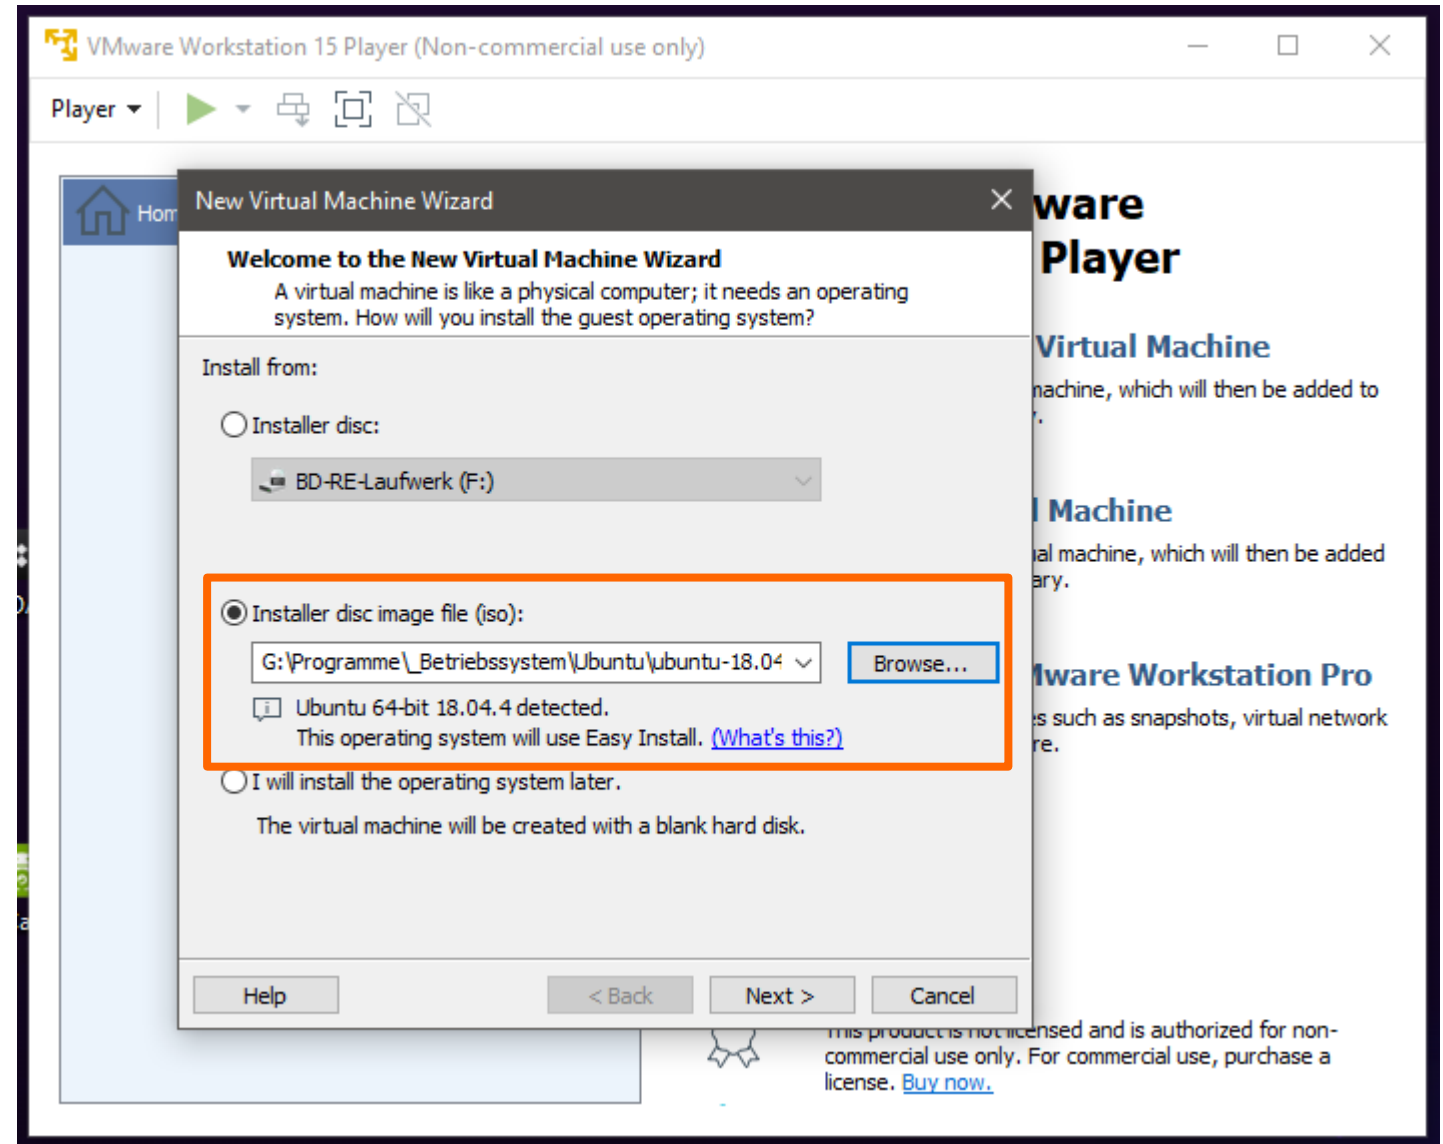 VMware Workstation 15 Player (Non-commercial use only)
Player
New Virtual Machine Wizard
Welcome to the New Virtual Machine Wizard
A virtual machine is like a physical computer; it needs an operating
system. How will you install the guest operating system?
Install from:
Installer disc:
BD-RE-Laufwerk (F:)
Installer disc image file (iso):
G:\Programme\_Betriebssystem\Ubuntu\ubuntu-18.04
Browse...
Ubuntu 64-bit 18.04.4 detected.
This operating system will use Easy Install. (What's this?)
I will install the operating system later.
The virtual machine will be created with a blank hard disk.
Help
< Back
Next >
Cancel
ware
Player
Virtual Machine
machine, which will then be added to
Machine
machine, which will then be added
Workstation Pro
such as snapshots, virtual network
This product is not licensed and is authorized for non-
commercial use only. For commercial use, purchase a
license. Buy now.